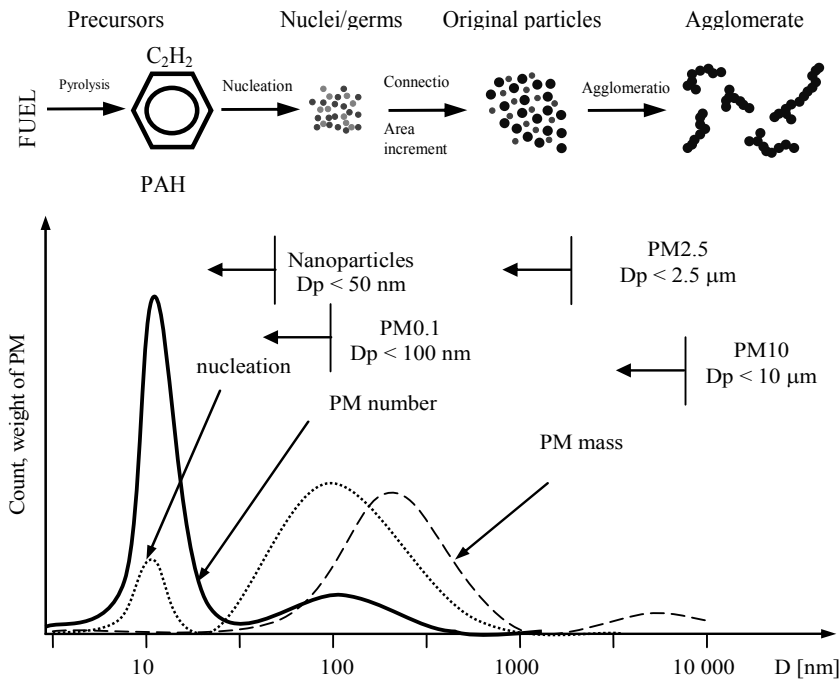 Precursors
Nuclei/germs
Original particles
Agglomerate
FUEL
Pyrolysis
C2H2
PAH
Nucleation
Connectio
Area
increment
Agglomeratio
Count, weight of PM
Nanoparticles
Dp < 50 nm
PM2.5
Dp < 2.5 μm
PM0.1
Dp < 100 nm
PM10
Dp < 10 μm
nucleation
PM number
PM mass
10
100
1000
10 000
D [nm]